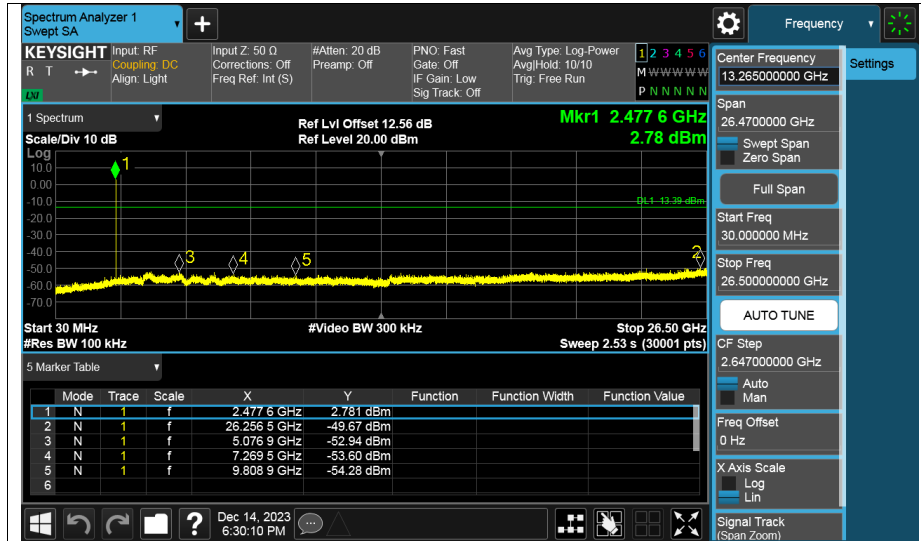 Spectrum Analyzer 1
Swept SA
+
Frequency
KEYSIGHT
R T
LXI
Input: RF
Coupling: DC
Align: Light
Input Z: 50 Ω
Corrections: Off
Freq Ref: Int (S)
#Atten: 20 dB
Preamp: Off
PNO: Fast
Gate: Off
IF Gain: Low
Sig Track: Off
Avg Type: Log-Power
Avg|Hold: 10/10
Trig: Free Run
1 2 3 4 5 6
M W W W W W
P N N N N N
Center Frequency
13.265000000 GHz
Settings
Span
26.4700000 GHz
Swept Span
Zero Span
Full Span
Start Freq
30.000000 MHz
Stop Freq
26.500000000 GHz
AUTO TUNE
CF Step
2.647000000 GHz
Auto
Man
Freq Offset
0 Hz
X Axis Scale
Log
Lin
Signal Track
(Span Zoom)
1 Spectrum
Scale/Div 10 dB
Ref Lvl Offset 12.56 dB
Ref Level 20.00 dBm
Mkr1 2.477 6 GHz
2.78 dBm
Log
10.0
0.00
-10.0
-20.0
-30.0
-40.0
-50.0
-60.0
-70.0
1
DL1 -13.39 dBm
3
4
5
2
Start 30 MHz
#Res BW 100 kHz
#Video BW 300 kHz
Stop 26.50 GHz
Sweep 2.53 s (30001 pts)
5 Marker Table
Mode Trace Scale X Y Function Function Width Function Value
1 N 1 f 2.477 6 GHz 2.781 dBm
2 N 1 f 26.256 5 GHz -49.67 dBm
3 N 1 f 5.076 9 GHz -52.94 dBm
4 N 1 f 7.269 5 GHz -53.60 dBm
5 N 1 f 9.808 9 GHz -54.28 dBm
6
?
Dec 14, 2023
6:30:10 PM